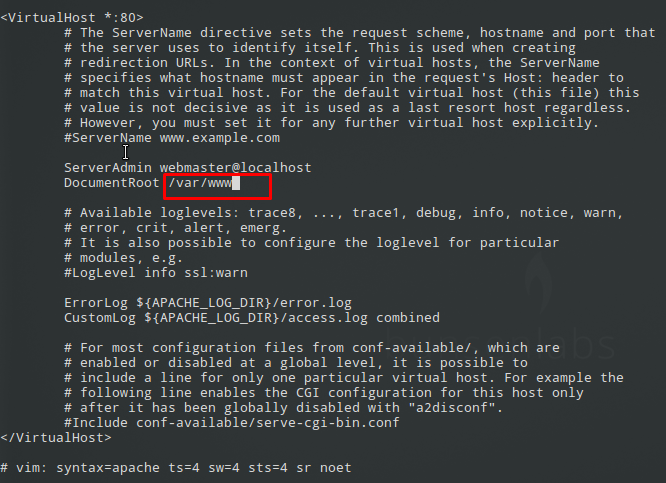 <VirtualHost *:80>
# The ServerName directive sets the request scheme, hostname and port that
# the server uses to identify itself. This is used when creating
# redirection URLs. In the context of virtual hosts, the ServerName
# specifies what hostname must appear in the request's Host: header to
# match this virtual host. For the default virtual host (this file) this
# value is not decisive as it is used as a last resort host regardless.
# However, you must set it for any further virtual host explicitly.
#ServerName www.example.com
ServerAdmin webmaster@localhost
DocumentRoot /var/www
# Available loglevels: trace8, ..., trace1, debug, info, notice, warn,
# error, crit, alert, emerg.
# It is also possible to configure the loglevel for particular
# modules, e.g.
#LogLevel info ssl:warn
ErrorLog ${APACHE_LOG_DIR}/error.log
CustomLog ${APACHE_LOG_DIR}/access.log combined
# For most configuration files from conf-available/, which are
# enabled or disabled at a global level, it is possible to
# include a line for only one particular virtual host. For example the
# following line enables the CGI configuration for this host only
# after it has been globally disabled with "a2disconf".
#Include conf-available/serve-cgi-bin.conf
</VirtualHost>
# vim: syntax=apache ts=4 sw=4 sts=4 sr noet